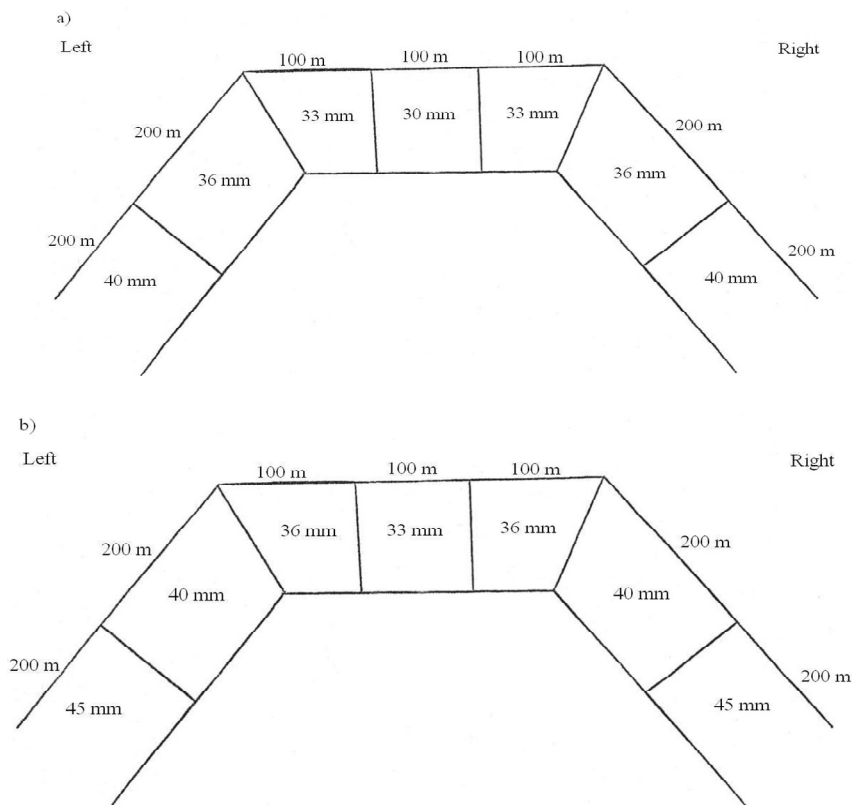 a)
Left
Right
100 m 100 m 100 m
33 mm 30 mm 33 mm
200 m 200 m
36 mm 36 mm
200 m 200 m
40 mm 40 mm
b)
Left
Right
100 m 100 m 100 m
36 mm 33 mm 36 mm
200 m 200 m
40 mm 40 mm
200 m 200 m
45 mm 45 mm